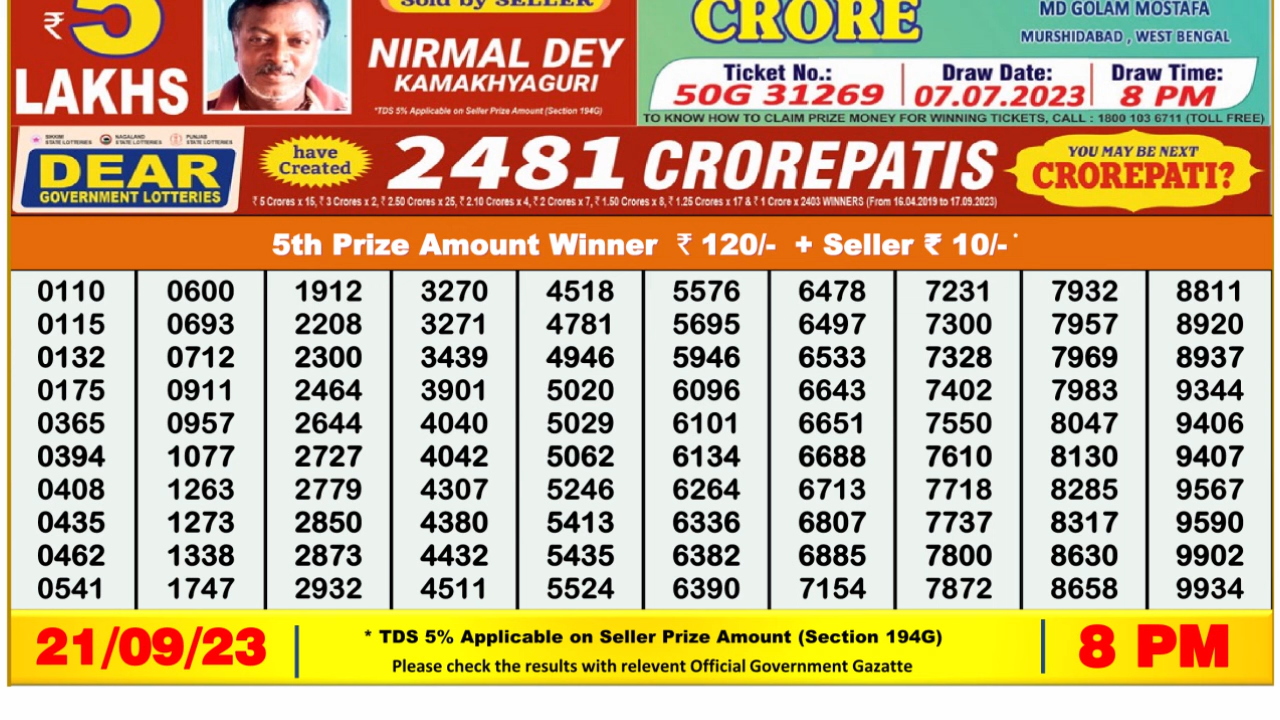 Sold by SELLER
₹ 5
LAKHS
NIRMAL DEY
KAMAKHYAGURI
*TDS 5% Applicable on Seller Prize Amount (Section 194G)
CRORE
MD GOLAM MOSTAFA
MURSHIDABAD , WEST BENGAL
Ticket No.: Draw Date: Draw Time:
50G 31269 07.07.2023 8 PM
TO KNOW HOW TO CLAIM PRIZE MONEY FOR WINNING TICKETS, CALL : 1800 103 6711 (TOLL FREE)
SIKKIM STATE LOTTERIES NAGALAND STATE LOTTERIES PUNJAB STATE LOTTERIES
DEAR
GOVERNMENT LOTTERIES
have
Created
2481 CROREPATIS
₹ 5 Crores x 15, ₹ 3 Crores x 2, ₹ 2.50 Crores x 25, ₹ 2.10 Crores x 4, ₹ 2 Crores x 7, ₹ 1.50 Crores x 8, ₹ 1.25 Crores x 17 & ₹ 1 Crore x 2403 WINNERS (From 16.04.2019 to 17.09.2023)
YOU MAY BE NEXT
CROREPATI?
5th Prize Amount Winner ₹ 120/- + Seller ₹ 10/- *
0110 0600 1912 3270 4518 5576 6478 7231 7932 8811
0115 0693 2208 3271 4781 5695 6497 7300 7957 8920
0132 0712 2300 3439 4946 5946 6533 7328 7969 8937
0175 0911 2464 3901 5020 6096 6643 7402 7983 9344
0365 0957 2644 4040 5029 6101 6651 7550 8047 9406
0394 1077 2727 4042 5062 6134 6688 7610 8130 9407
0408 1263 2779 4307 5246 6264 6713 7718 8285 9567
0435 1273 2850 4380 5413 6336 6807 7737 8317 9590
0462 1338 2873 4432 5435 6382 6885 7800 8630 9902
0541 1747 2932 4511 5524 6390 7154 7872 8658 9934
21/09/23
* TDS 5% Applicable on Seller Prize Amount (Section 194G)
Please check the results with relevent Official Government Gazatte
8 PM